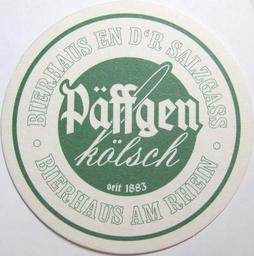 BIERHAUS EN D'R SALZGASS
Päffgen
kölsch
seit 1883
BIERHAUS AM RHEIN